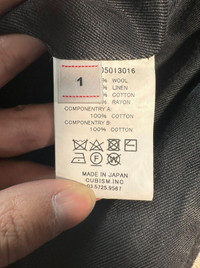 05013016
1
% WOOL
% LINEN
% COTTON
% RAYON
COMPONENTRY A:
100% COTTON
COMPONENTRY B:
100% COTTON
MADE IN JAPAN
CUBISM INC
03.5725.9587